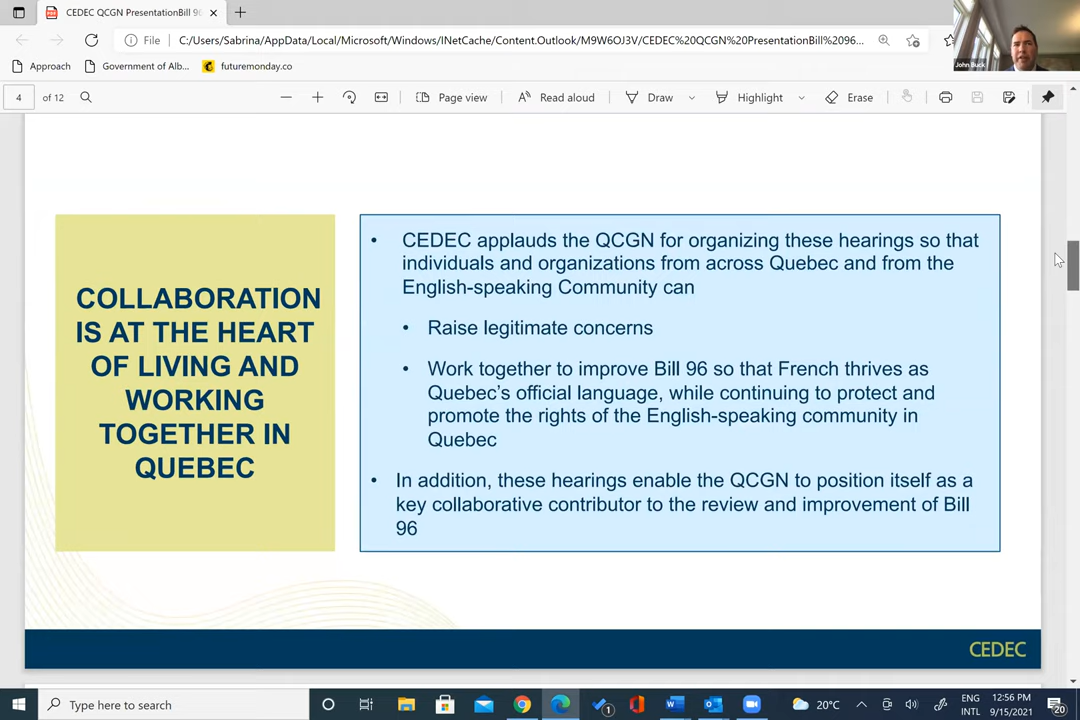 CEDEC QCGN PresentationBill 96
File
C:/Users/Sabrina/AppData/Local/Microsoft/Windows/INetCache/Content.Outlook/M9W6OJ3V/CEDEC%20QCGN%20PresentationBill%2096...
John Buck
Approach
Government of Alb...
futuremonday.co
4
of 12
Page view
Read aloud
Draw
Highlight
Erase
COLLABORATION
IS AT THE HEART
OF LIVING AND
WORKING
TOGETHER IN
QUEBEC
• CEDEC applauds the QCGN for organizing these hearings so that
individuals and organizations from across Quebec and from the
English-speaking Community can
• Raise legitimate concerns
• Work together to improve Bill 96 so that French thrives as
Quebec's official language, while continuing to protect and
promote the rights of the English-speaking community in
Quebec
• In addition, these hearings enable the QCGN to position itself as a
key collaborative contributor to the review and improvement of Bill
96
CEDEC
Type here to search
1
20°C
ENG
INTL
12:56 PM
9/15/2021
20